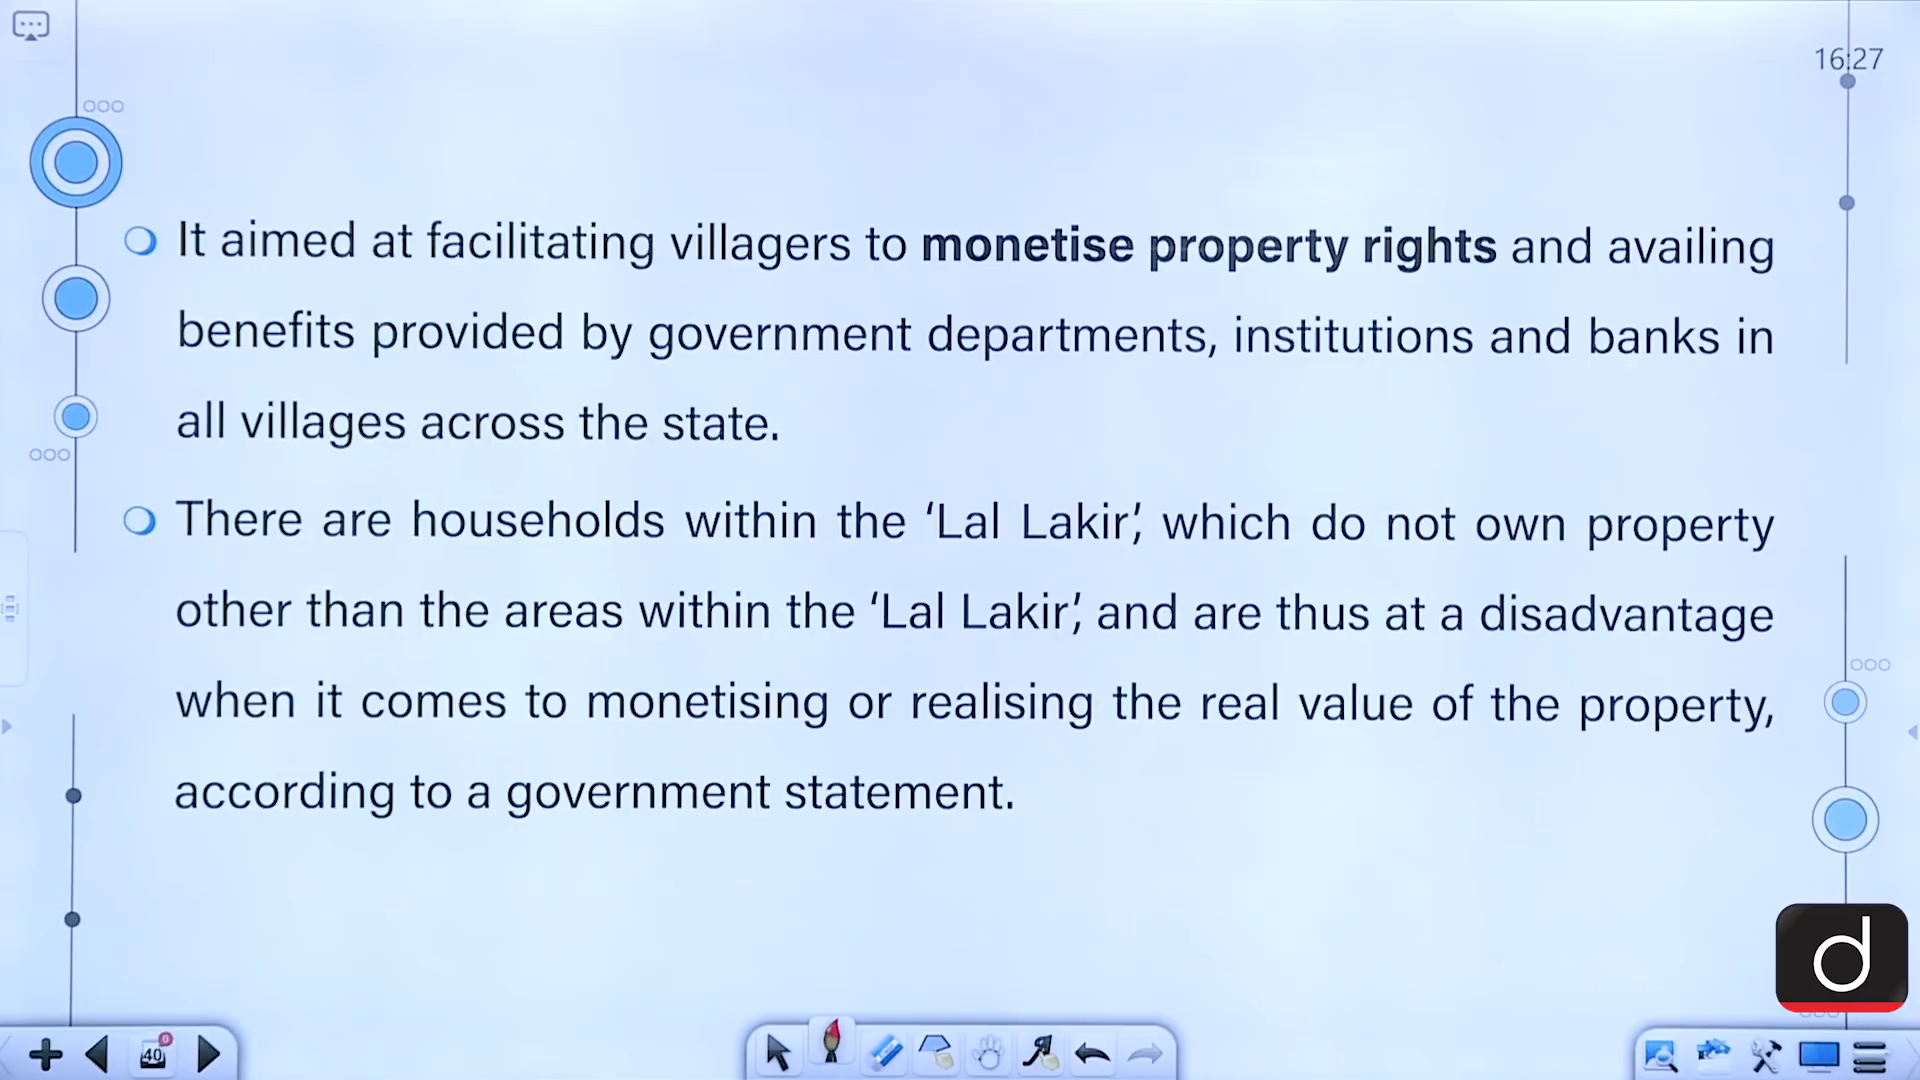 16:27
It aimed at facilitating villagers to monetise property rights and availing
benefits provided by government departments, institutions and banks in
all villages across the state.
There are households within the ‘Lal Lakir’, which do not own property
other than the areas within the ‘Lal Lakir’, and are thus at a disadvantage
when it comes to monetising or realising the real value of the property,
according to a government statement.
d
40
0